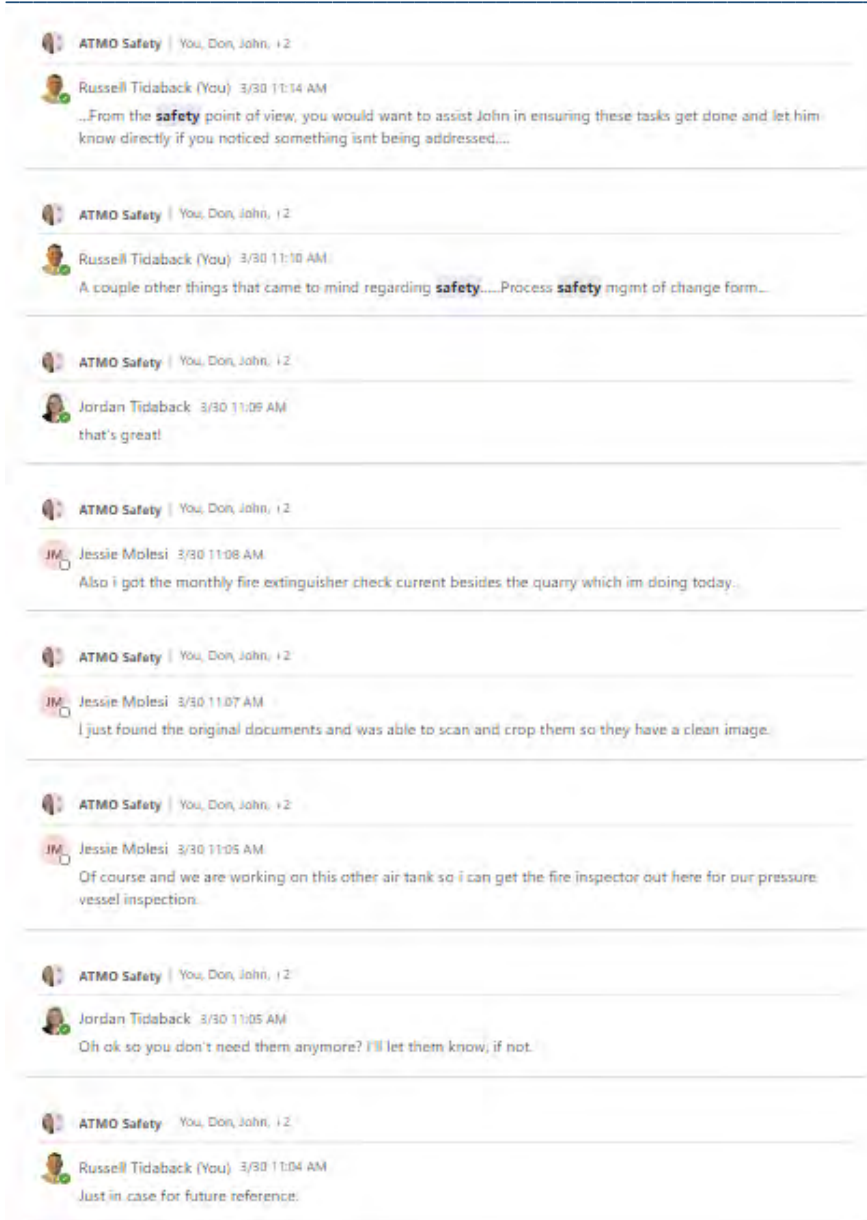 ATMO Safety | You, Don, John, +2
Russell Tidaback (You) 3/30 11:14 AM
...From the safety point of view, you would want to assist John in ensuring these tasks get done and let him
know directly if you noticed something isnt being addressed....
ATMO Safety | You, Don, John, +2
Russell Tidaback (You) 3/30 11:10 AM
A couple other things that came to mind regarding safety.....Process safety mgmt of change form...
ATMO Safety | You, Don, John, +2
Jordan Tidaback 3/30 11:09 AM
that's great!
ATMO Safety | You, Don, John, +2
JM Jessie Molesi 3/30 11:08 AM
Also i got the monthly fire extinguisher check current besides the quarry which im doing today.
ATMO Safety | You, Don, John, +2
JM Jessie Molesi 3/30 11:07 AM
I just found the original documents and was able to scan and crop them so they have a clean image.
ATMO Safety | You, Don, John, +2
JM Jessie Molesi 3/30 11:05 AM
Of course and we are working on this other air tank so i can get the fire inspector out here for our pressure
vessel inspection.
ATMO Safety | You, Don, John, +2
Jordan Tidaback 3/30 11:05 AM
Oh ok so you don't need them anymore? I'll let them know, if not.
ATMO Safety You, Don, John, +2
Russell Tidaback (You) 3/30 11:04 AM
Just in case for future reference.